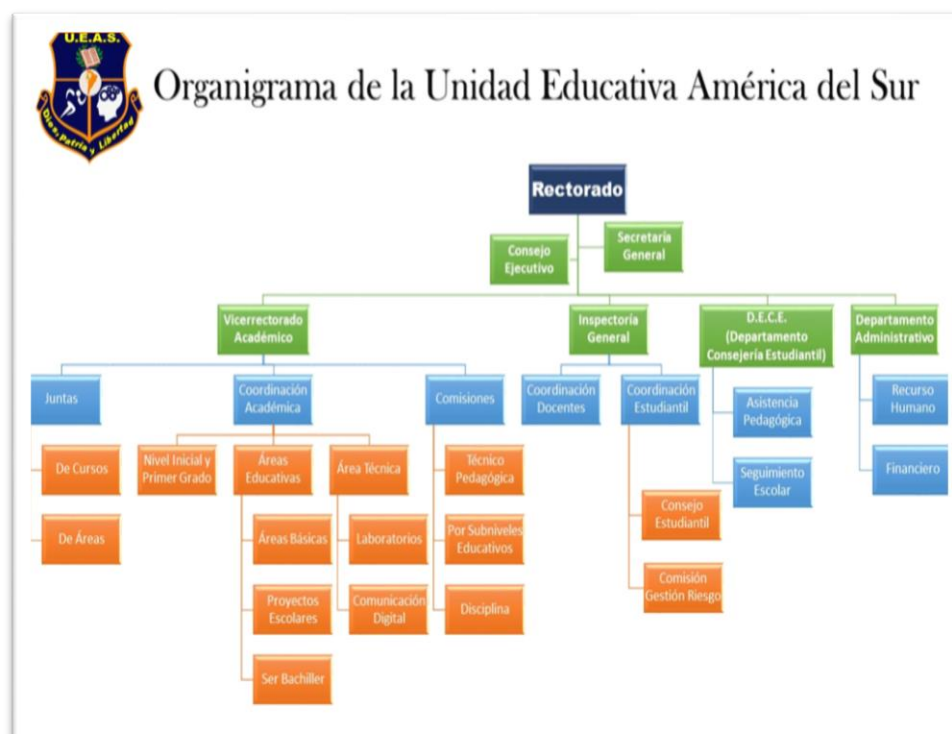 U.E.A.S.
Dios, Patria y Libertad
Organigrama de la Unidad Educativa América del Sur
Rectorado
Consejo
Ejecutivo
Secretaría
General
Vicerrectorado
Académico
Inspectoría
General
D.E.C.E.
(Departamento
Consejería Estudiantil)
Departamento
Administrativo
Juntas
Coordinación
Académica
Comisiones
Coordinación
Docentes
Coordinación
Estudiantil
Asistencia
Pedagógica
Recurso
Humano
De Cursos
Nivel Inicial y
Primer Grado
Áreas
Educativas
Área Técnica
Técnico
Pedagógica
Seguimiento
Escolar
Financiero
De Áreas
Áreas Básicas
Laboratorios
Por Subniveles
Educativos
Consejo
Estudiantil
Proyectos
Escolares
Comunicación
Digital
Disciplina
Comisión
Gestión Riesgo
Ser Bachiller